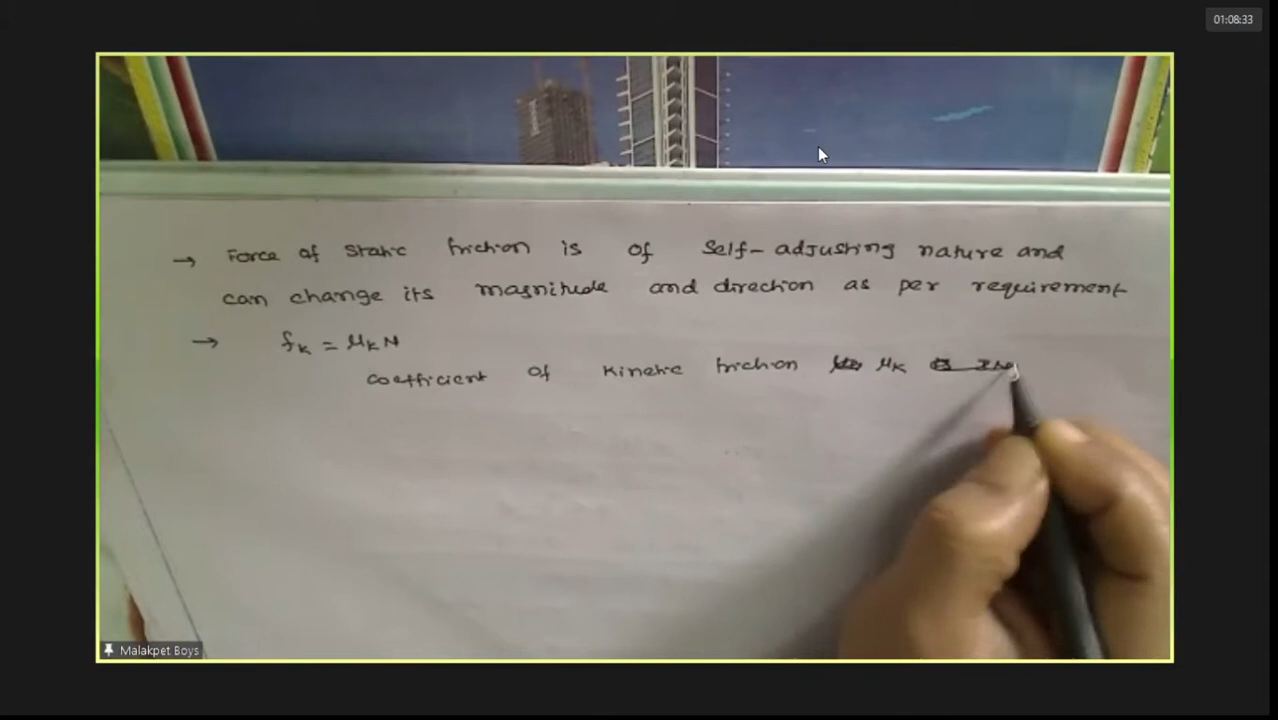 01:08:33
→ Force of static friction is of self-adjusting nature and
can change its magnitude and direction as per requirement
→ fK = μKN
coefficient of kinetic friction μK
Malakpet Boys